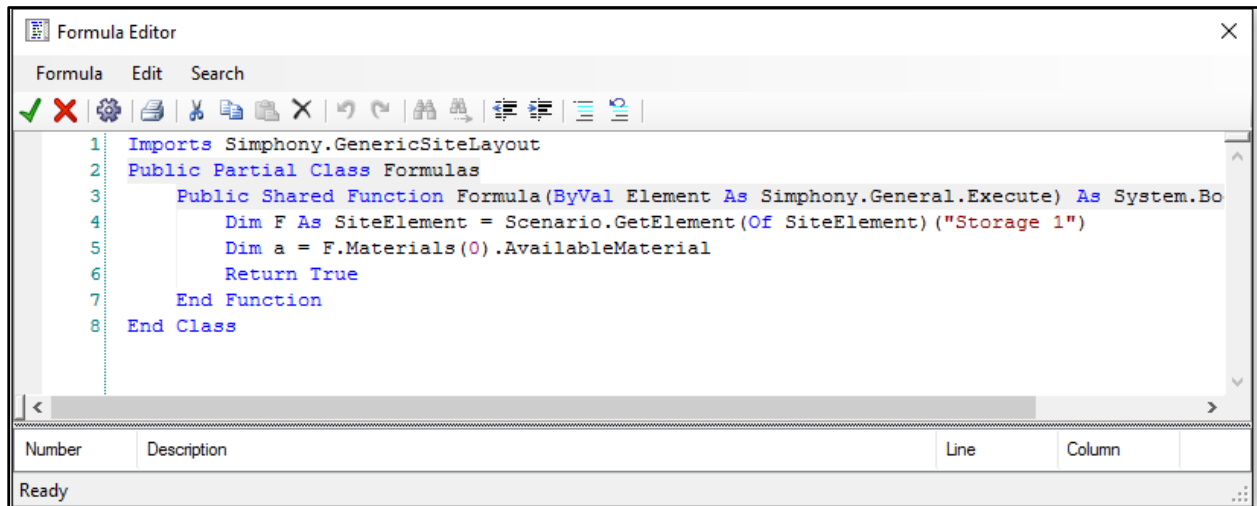 Formula Editor
Formula Edit Search
1 Imports Simphony.GenericSiteLayout
2 Public Partial Class Formulas
3 Public Shared Function Formula(ByVal Element As Simphony.General.Execute) As System.Bo
4 Dim F As SiteElement = Scenario.GetElement(Of SiteElement)("Storage 1")
5 Dim a = F.Materials(0).AvailableMaterial
6 Return True
7 End Function
8 End Class
Number Description Line Column
Ready